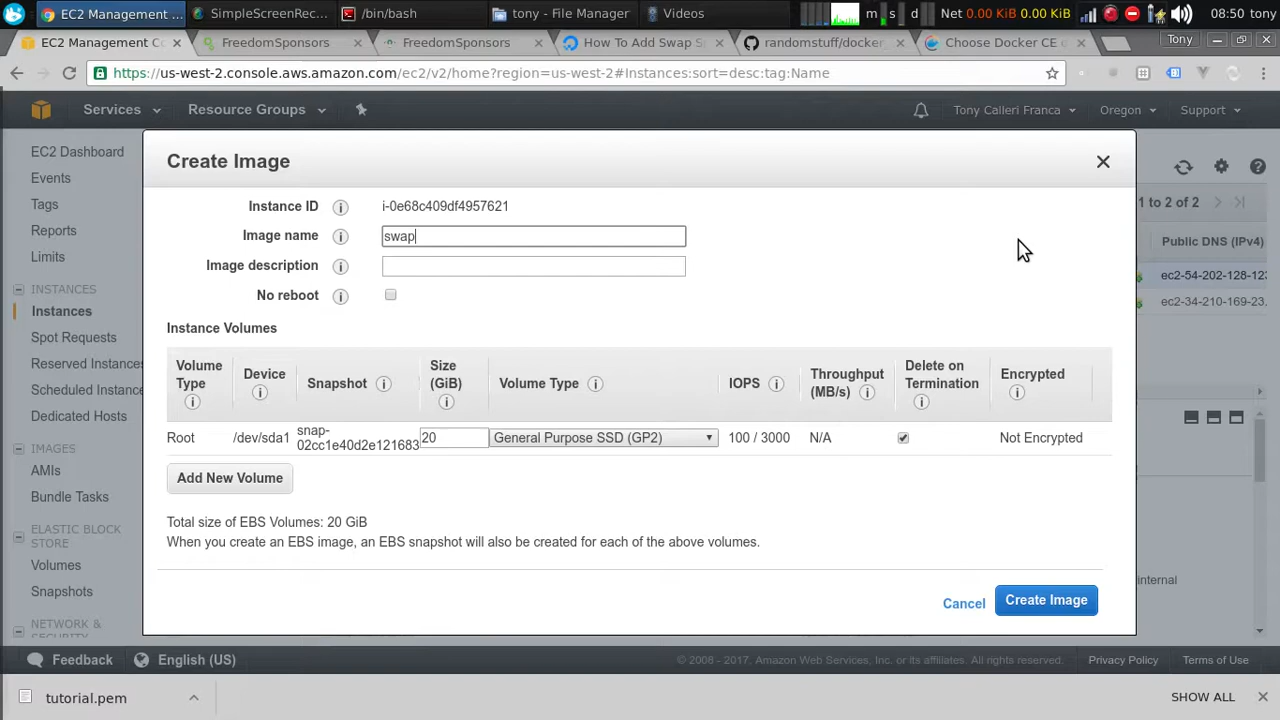 EC2 Management ...
SimpleScreenRec...
/bin/bash
tony - File Manager
Videos
m
s
d
Net 0.00 KiB 0.00 KiB
08:50 tony
EC2 Management Co
FreedomSponsors
FreedomSponsors
How To Add Swap S
randomstuff/docker
Choose Docker CE o
Tony
https://us-west-2.console.aws.amazon.com/ec2/v2/home?region=us-west-2#Instances:sort=desc:tag:Name
Services
Resource Groups
Tony Calleri Franca
Oregon
Support
EC2 Dashboard
Events
Tags
Reports
Limits
INSTANCES
Instances
Spot Requests
Reserved Instances
Scheduled Instance
Dedicated Hosts
IMAGES
AMIs
Bundle Tasks
ELASTIC BLOCK
STORE
Volumes
Snapshots
NETWORK &
SECURITY
Create Image
Instance ID
i-0e68c409df4957621
Image name
swap
Image description
No reboot
Instance Volumes
Volume
Type
Device
Snapshot
Size
(GiB)
Volume Type
IOPS
Throughput
(MB/s)
Delete on
Termination
Encrypted
Root
/dev/sda1
snap-
02cc1e40d2e121683
20
General Purpose SSD (GP2)
100 / 3000
N/A
Not Encrypted
Add New Volume
Total size of EBS Volumes: 20 GiB
When you create an EBS image, an EBS snapshot will also be created for each of the above volumes.
Cancel
Create Image
1 to 2 of 2
Public DNS (IPv4)
ec2-54-202-128-123
ec2-34-210-169-23.
internal
Feedback
English (US)
© 2008 - 2017, Amazon Web Services, Inc. or its affiliates. All rights reserved.
Privacy Policy
Terms of Use
tutorial.pem
SHOW ALL